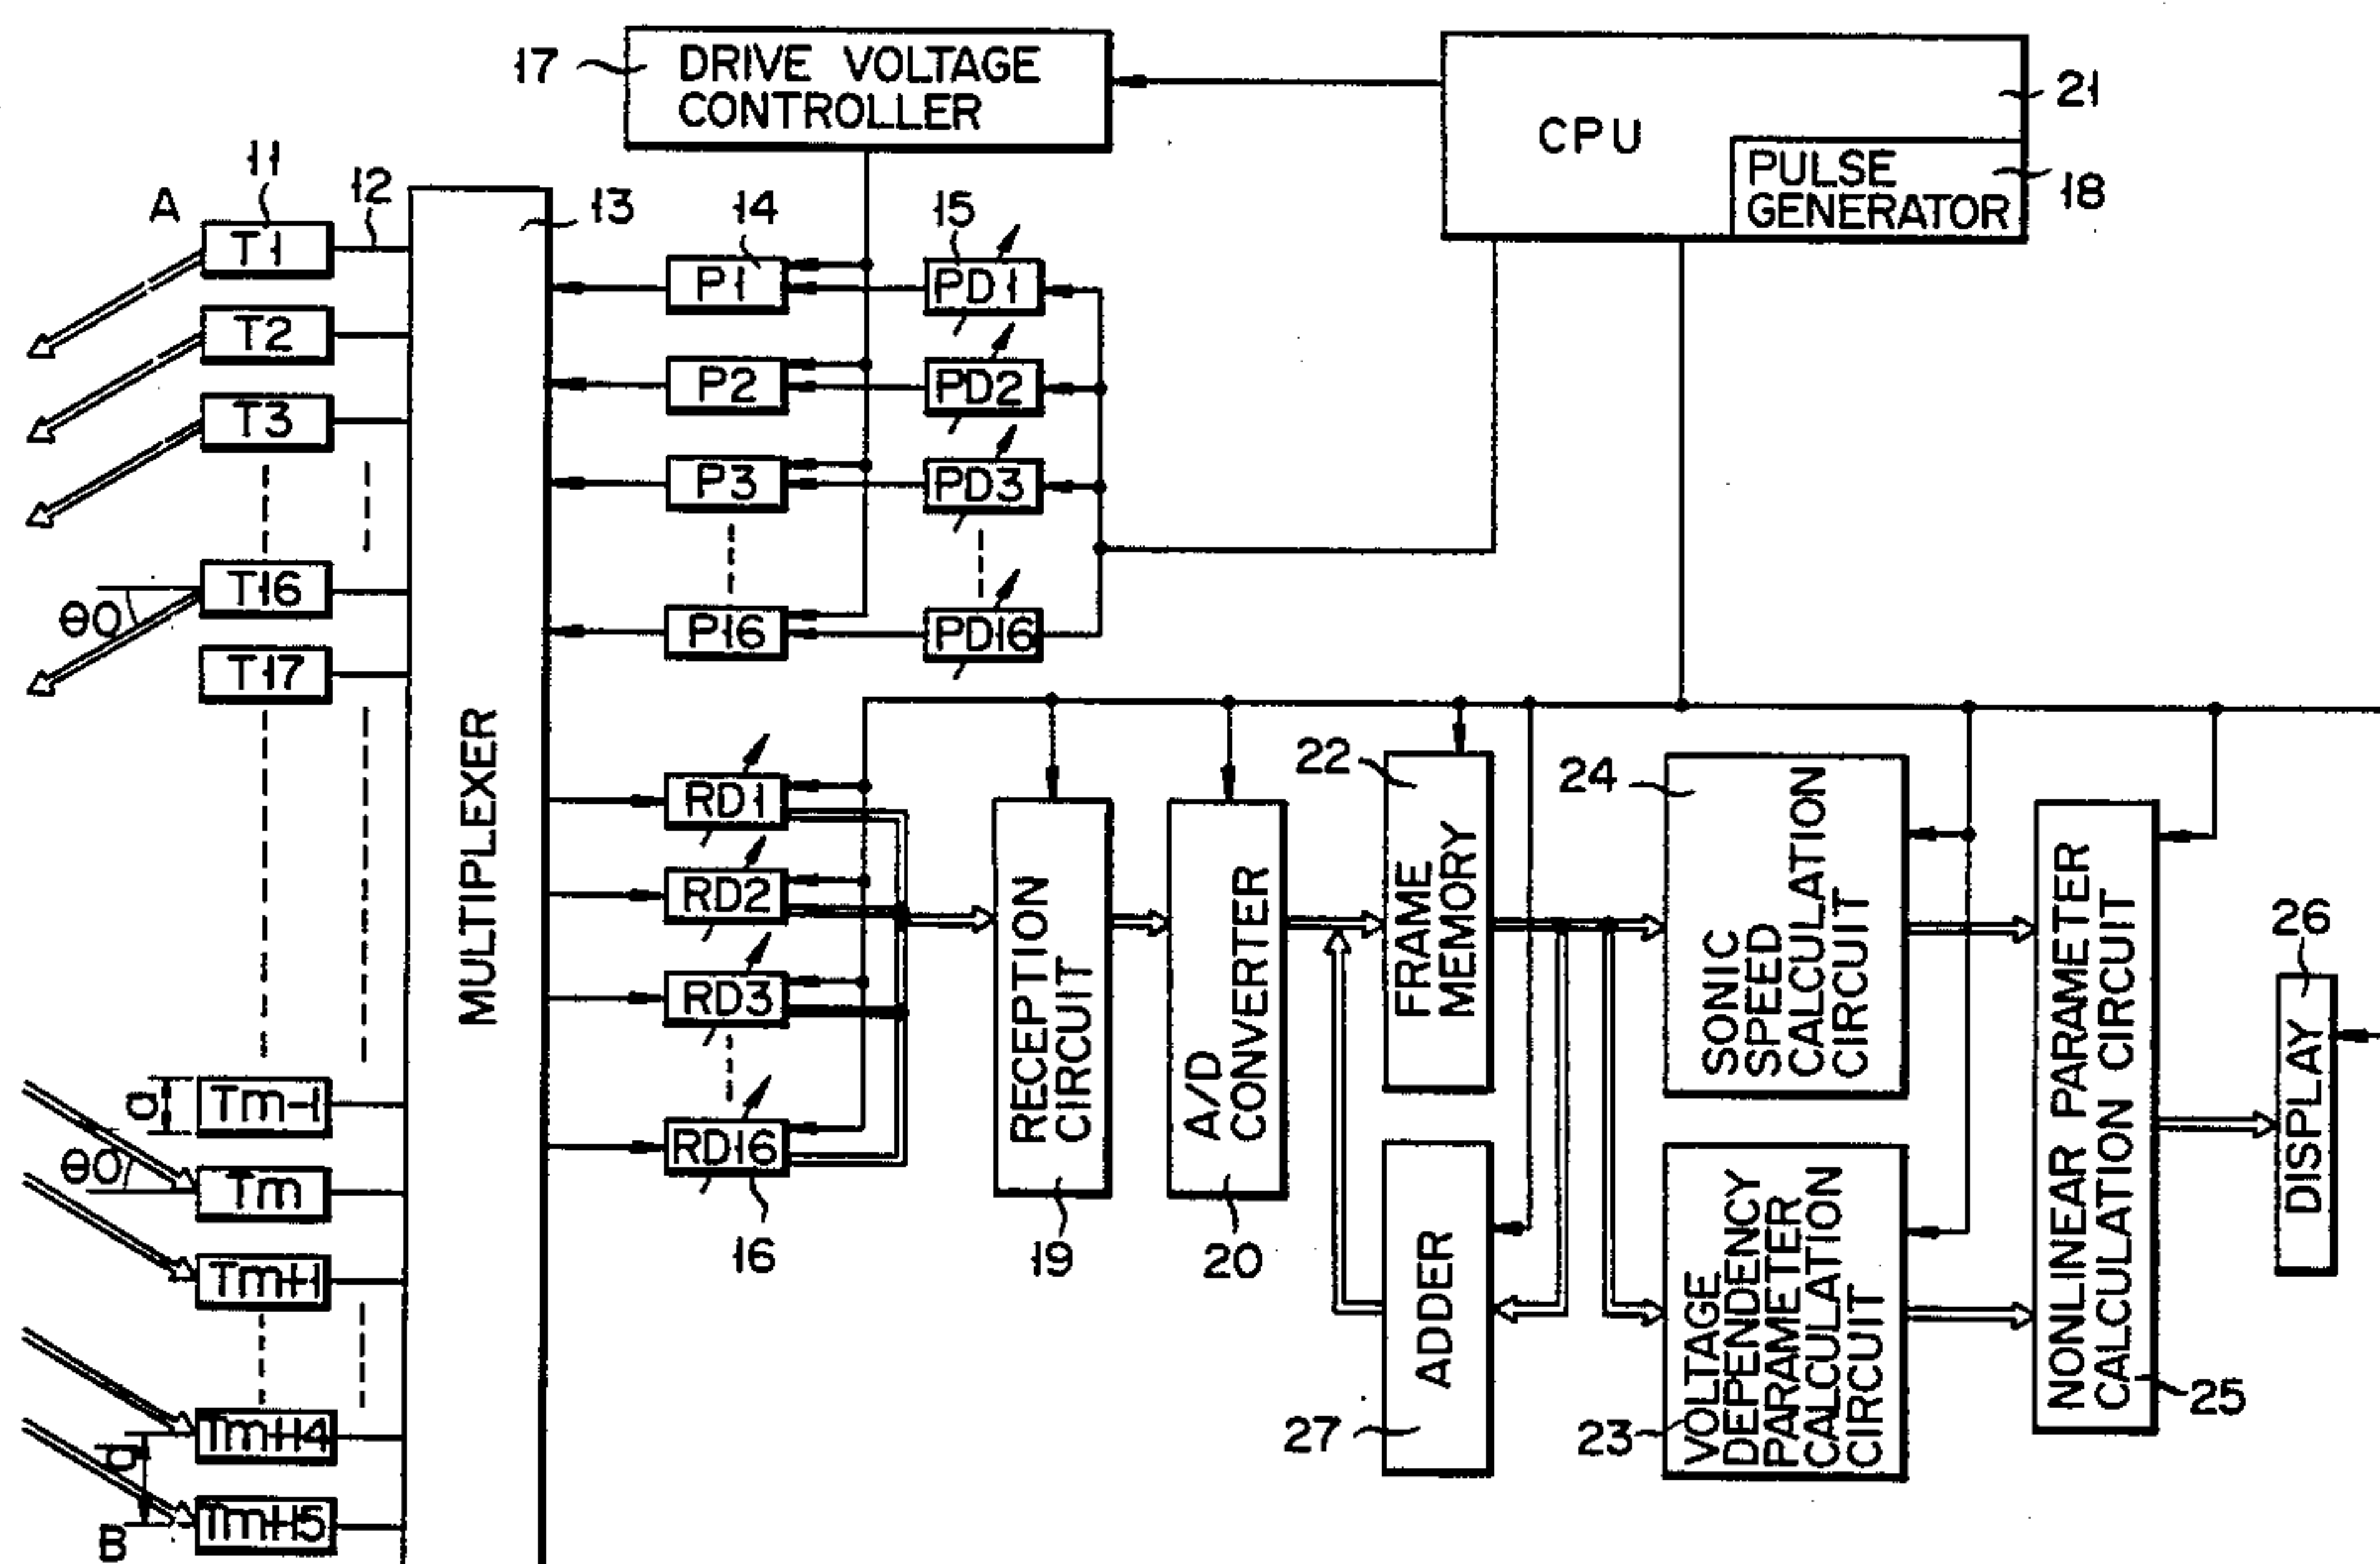 17
DRIVE VOLTAGE
CONTROLLER
CPU
21
PULSE
GENERATOR
18
A
11
12
13
14
15
T1
T2
T3
T16
θ0
T17
P1
P2
P3
P16
PD1
PD2
PD3
PD16
MULTIPLEXER
RD1
RD2
RD3
RD16
16
RECEPTION
CIRCUIT
19
A/D
CONVERTER
20
22
FRAME
MEMORY
24
SONIC
SPEED
CALCULATION
CIRCUIT
ADDER
27
VOLTAGE
DEPENDENCY
PARAMETER
CALCULATION
CIRCUIT
23
NONLINEAR PARAMETER
CALCULATION CIRCUIT
25
26
DISPLAY
a
Tm-1
θ0
Tm
Tm+1
Tm+14
d
Tm+15
B